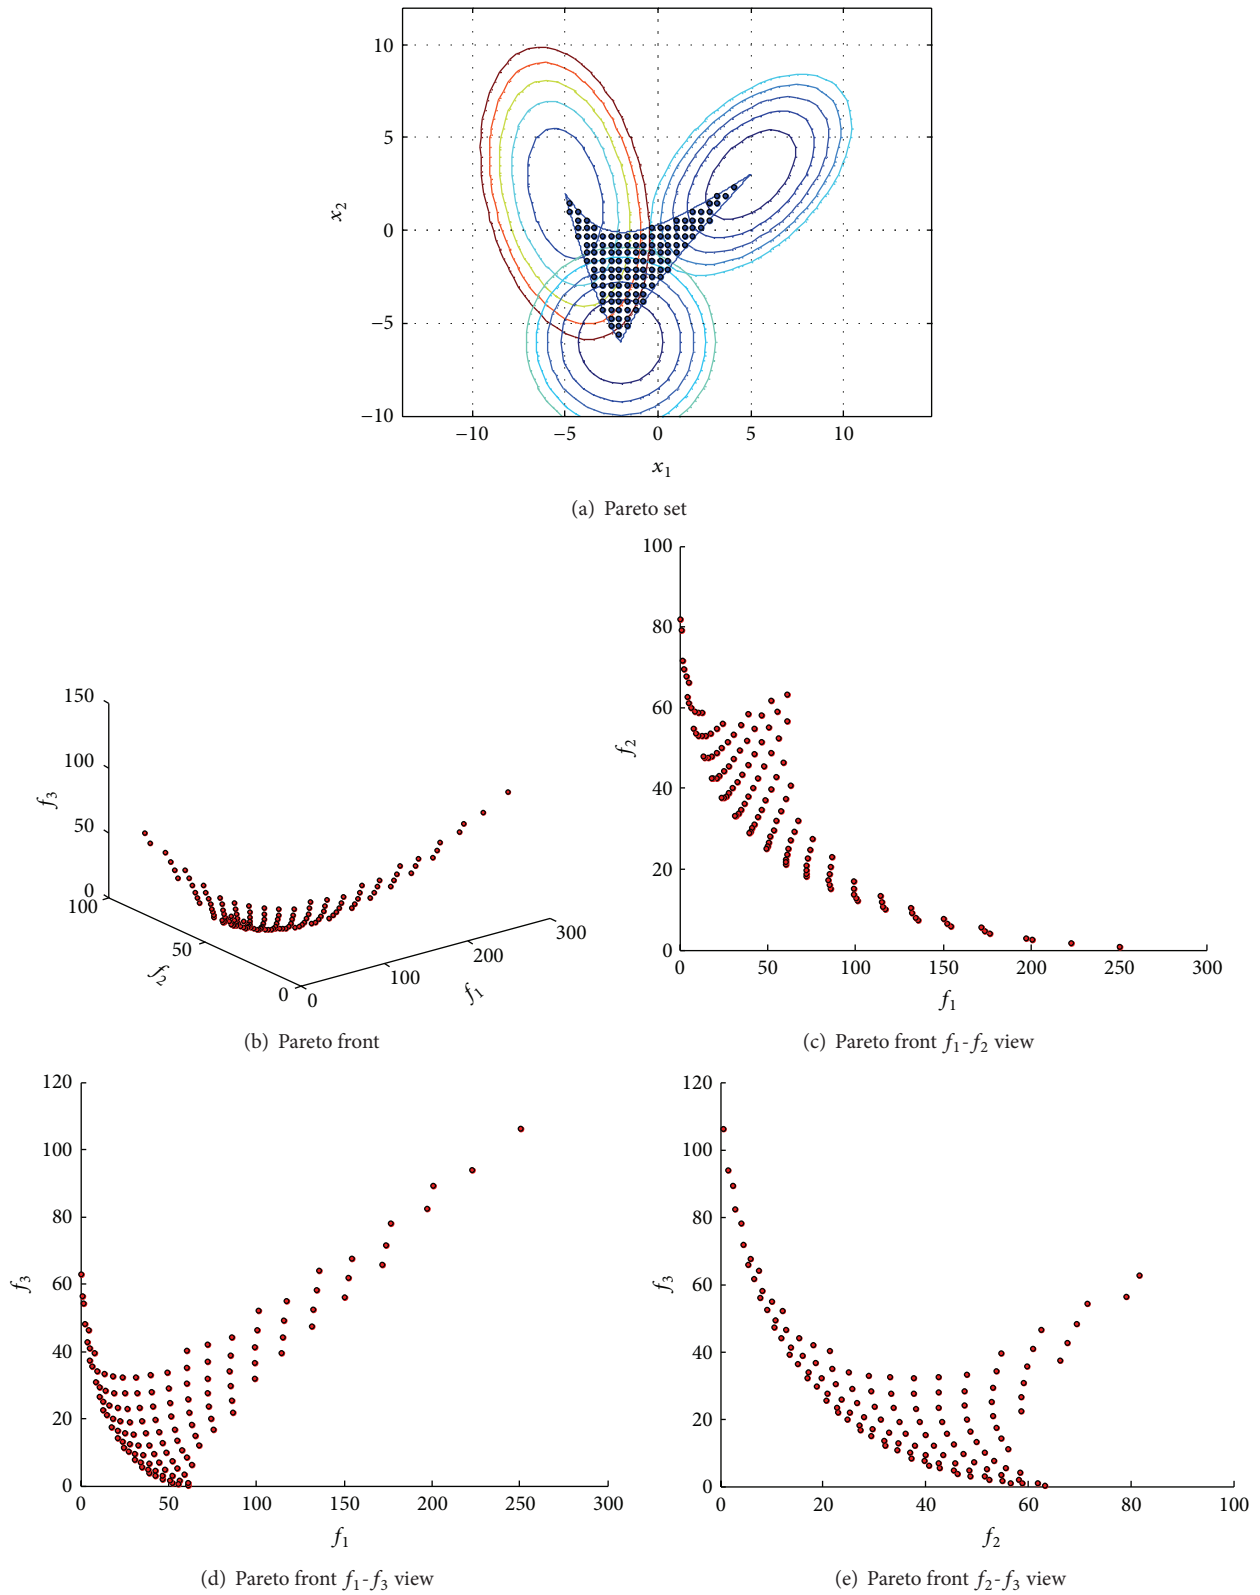 10
5
0
−5
−10
x2
−10 −5 0 5 10
x1
(a) Pareto set
150
100
50
0
f3
100
50
0
f2
0
100
200
300
f1
(b) Pareto front
100
80
60
40
20
0
f2
0 50 100 150 200 250 300
f1
(c) Pareto front f1-f2 view
120
100
80
60
40
20
0
f3
0 50 100 150 200 250 300
f1
(d) Pareto front f1-f3 view
120
100
80
60
40
20
0
f3
0 20 40 60 80 100
f2
(e) Pareto front f2-f3 view